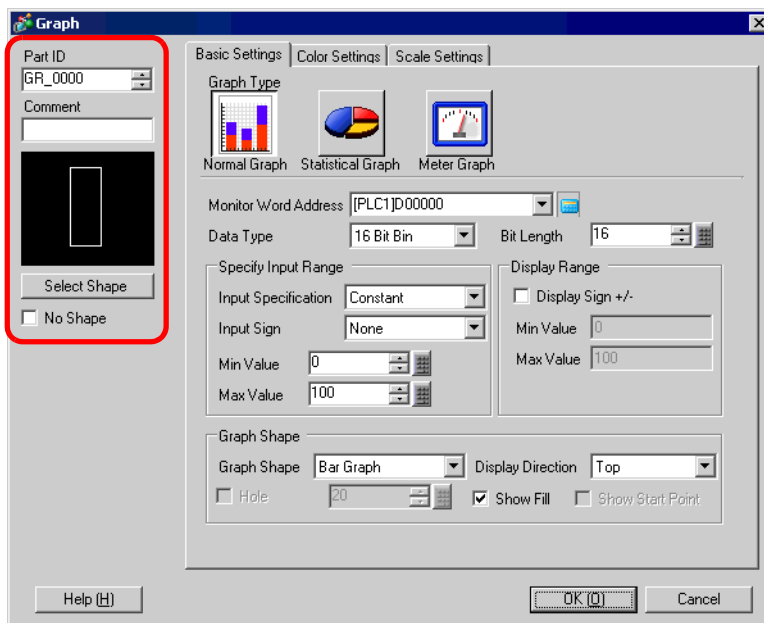 Graph
Part ID
GR_0000
Comment
Select Shape
No Shape
Basic Settings Color Settings Scale Settings
Graph Type
Normal Graph Statistical Graph Meter Graph
Monitor Word Address [PLC1]D00000
Data Type 16 Bit Bin Bit Length 16
Specify Input Range
Input Specification Constant
Input Sign None
Min Value 0
Max Value 100
Display Range
Display Sign +/-
Min Value 0
Max Value 100
Graph Shape
Graph Shape Bar Graph Display Direction Top
Hole 20 Show Fill Show Start Point
Help (H) OK (O) Cancel